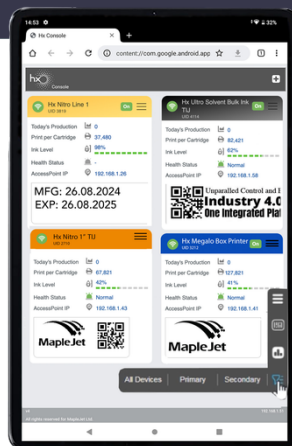 14:53
32%
Hx Console
content://com.google.android.app
hx
Console
Hx Nitro Line 1
On
Today's Production 0
Print per Cartridge 37,480
Ink Level 98%
Health Status -
AccessPoint IP 192.168.1.26
MFG: 26.08.2024
EXP: 26.08.2025
Hx Ultro Solvent Bulk Ink
TIJ
On
Today's Production 0
Print per Cartridge 82,421
Ink Level 62%
Health Status Normal
AccessPoint IP 192.168.1.58
Unparalleled Control and
Industry 4.0
One Integrated Plat
Hx Nitro 1" TIJ
Today's Production 0
Print per Cartridge 67,821
Ink Level 42%
Health Status Normal
AccessPoint IP 192.168.1.43
MapleJet
Hx Megalo Box Printer
On
Today's Production 0
Print per Cartridge 127,821
Ink Level 41%
Health Status Normal
AccessPoint IP 192.168.1.41
MapleJet
All Devices
Primary
Secondary